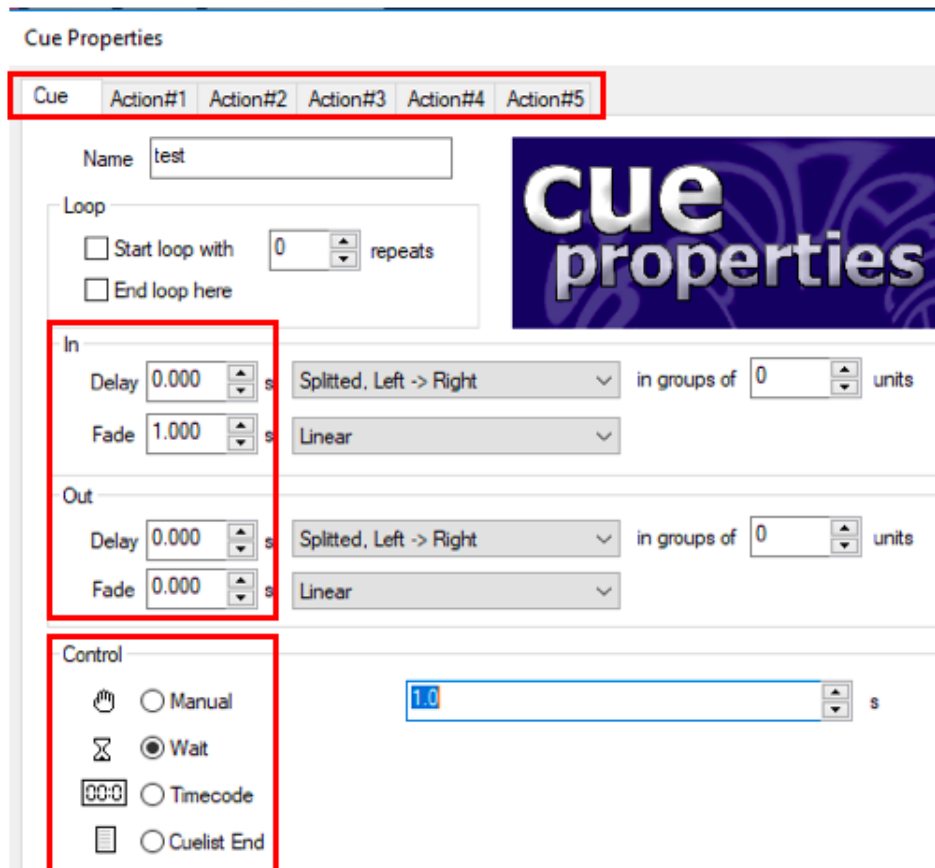 Cue Properties
Cue Action#1 Action#2 Action#3 Action#4 Action#5
Name test
cue
properties
Loop
Start loop with 0 repeats
End loop here
In
Delay 0.000 s Splitted, Left -> Right in groups of 0 units
Fade 1.000 s Linear
Out
Delay 0.000 s Splitted, Left -> Right in groups of 0 units
Fade 0.000 s Linear
Control
Manual 1.0 s
Wait
00:0 Timecode
Cuelist End